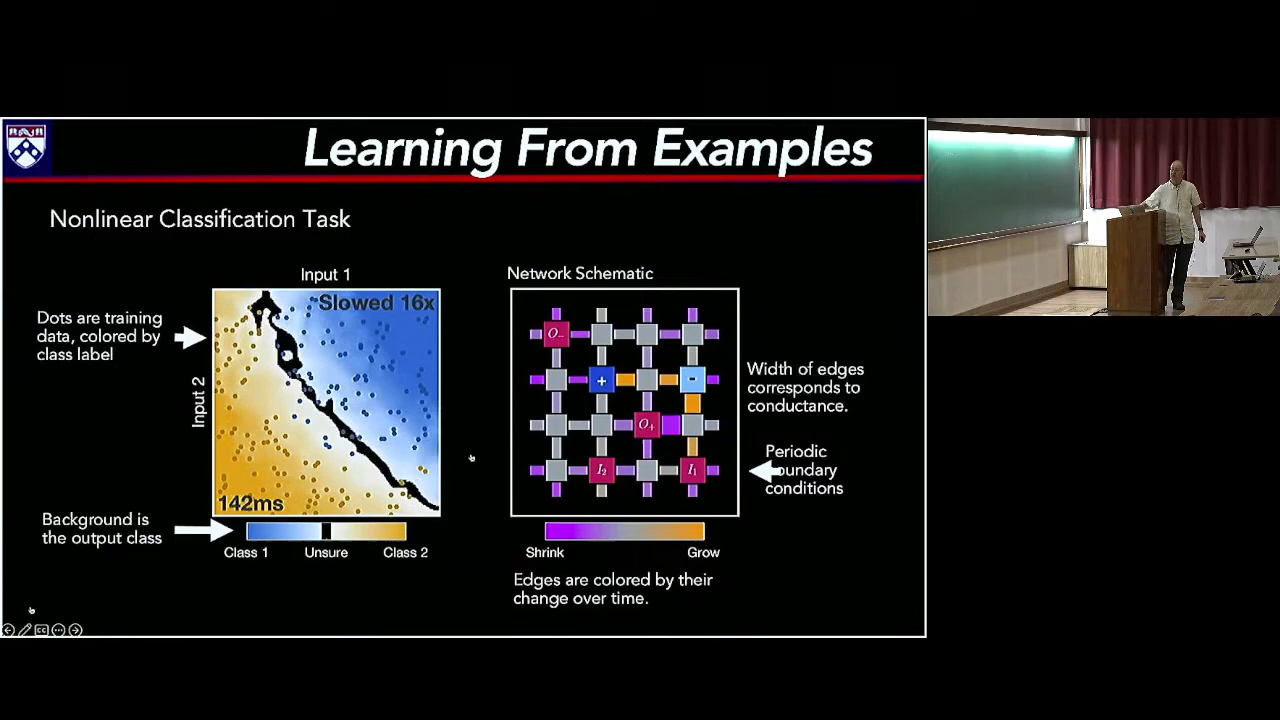 Learning From Examples
Nonlinear Classification Task
Input 1
Slowed 16x
Dots are training
data, colored by
class label
Input 2
142ms
Background is
the output class
Class 1
Unsure
Class 2
Network Schematic
O₋
+
-
O₊
I₂
I₁
Width of edges
corresponds to
conductance.
Periodic
boundary
conditions
Shrink
Grow
Edges are colored by their
change over time.
CC